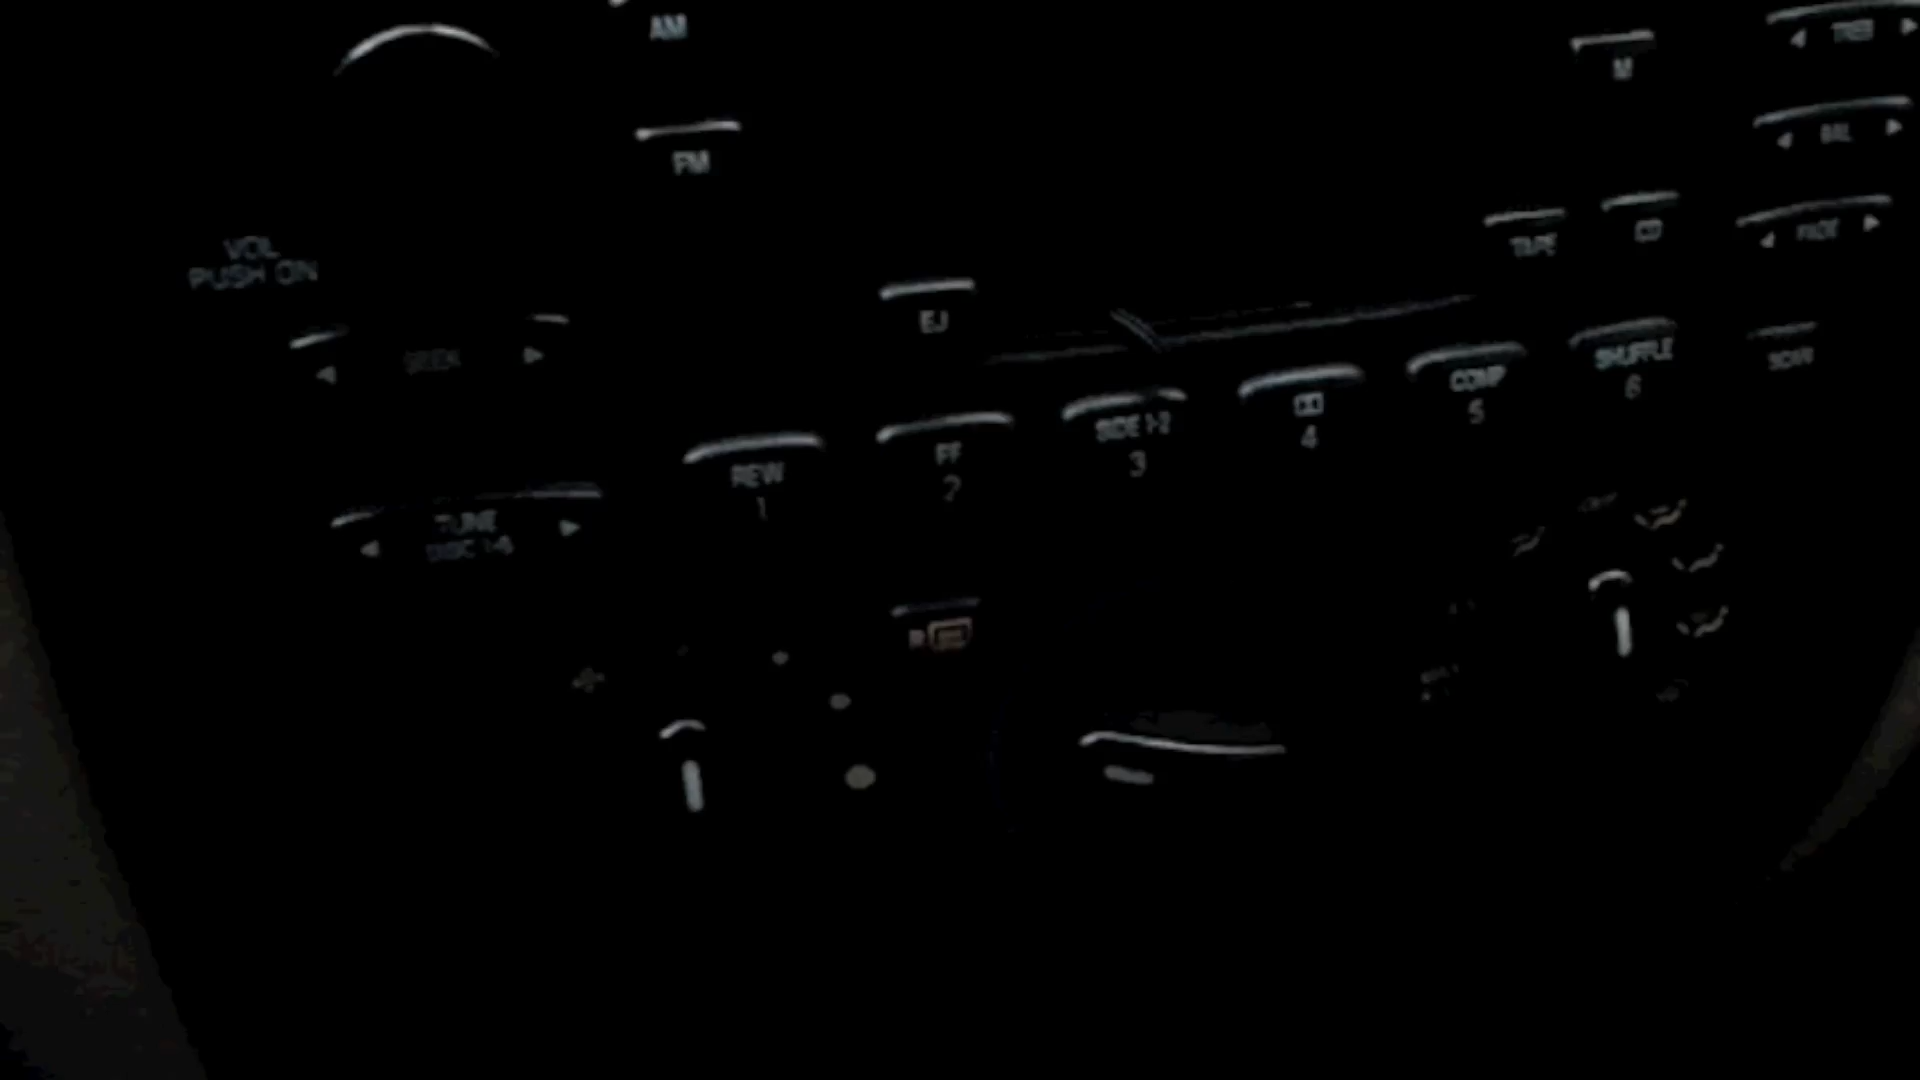 AM
FM
M
◄ BAL ►
◄ FADE ►
TAPE
CD
VOL
PUSH ON
EJ
◄ SEEK ►
REW
1
FF
2
SIDE 1-2
3
4
COMP
5
SHUFFLE
6
SCAN
◄ TUNE ►
DISC 1-6
R